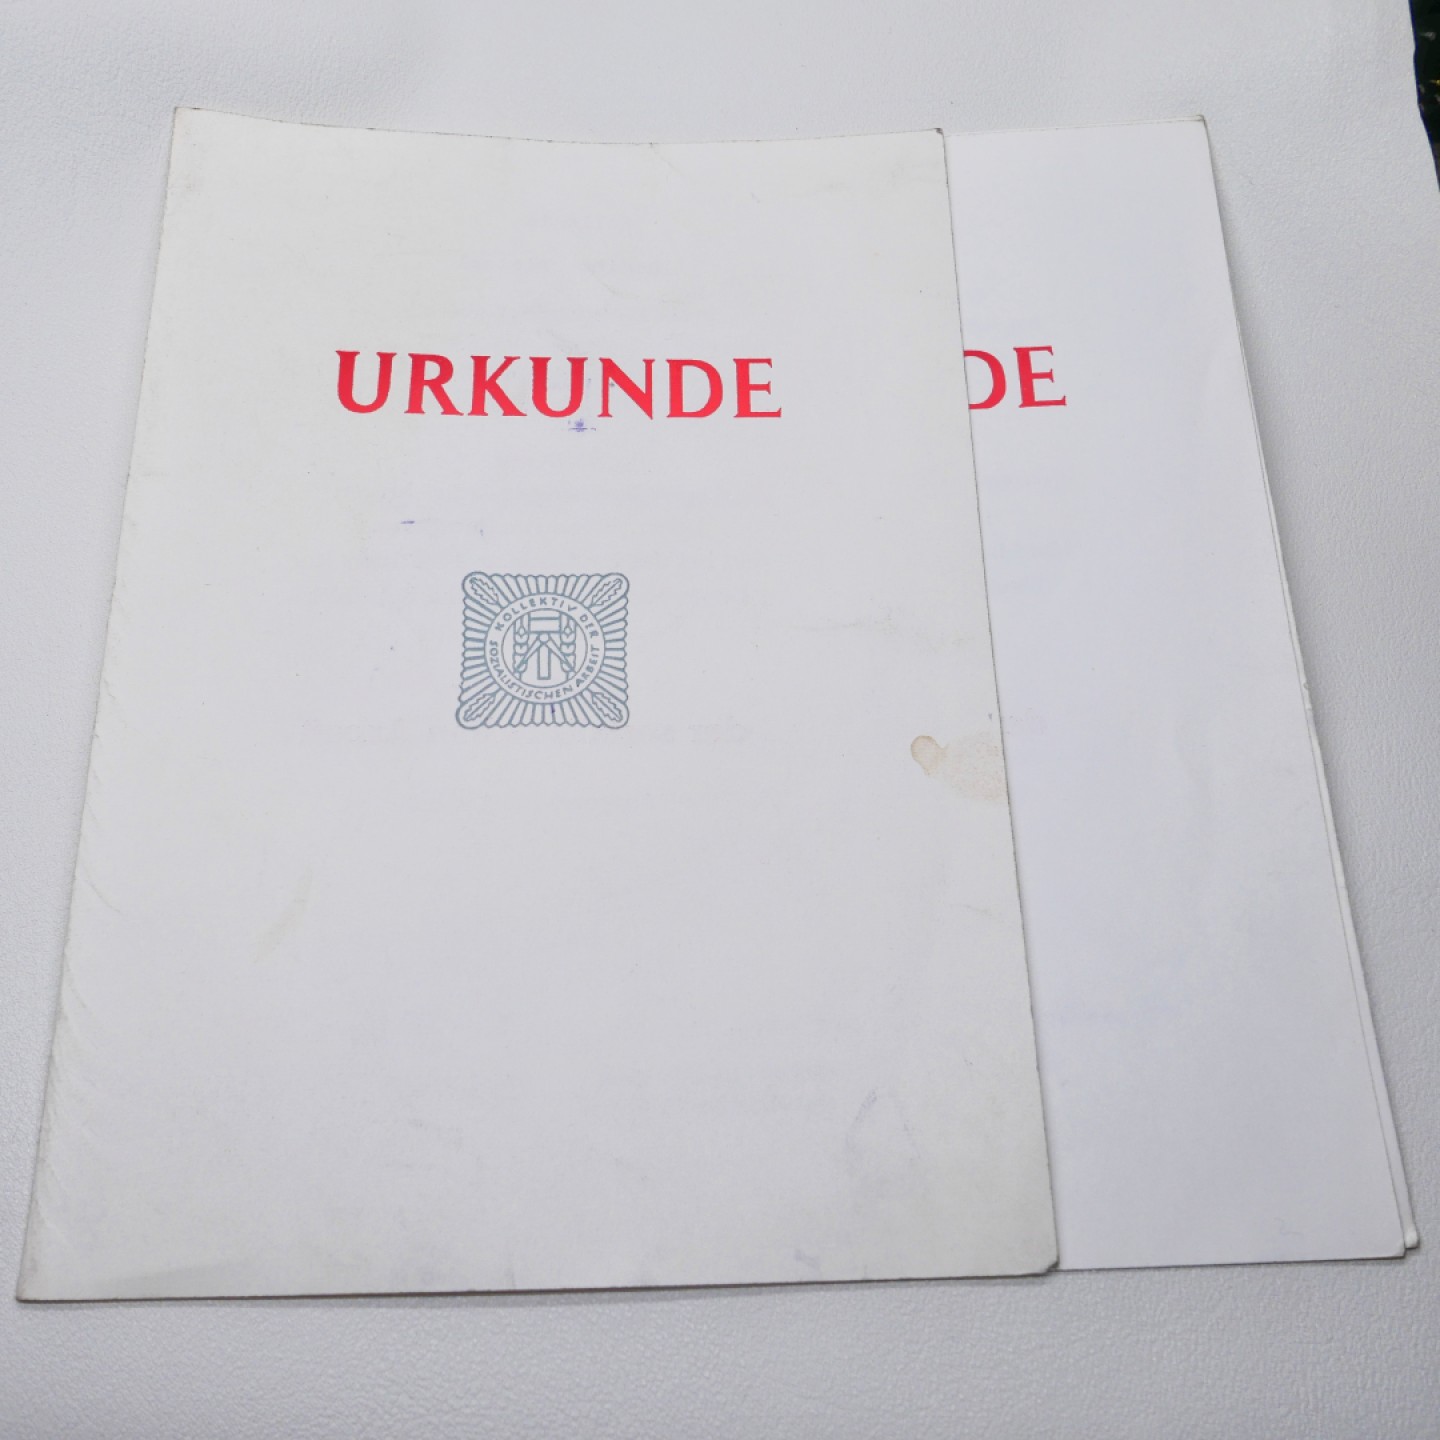 URKUNDE
DE
KOLLEKTIV DER
SOZIALISTISCHEN ARBEIT